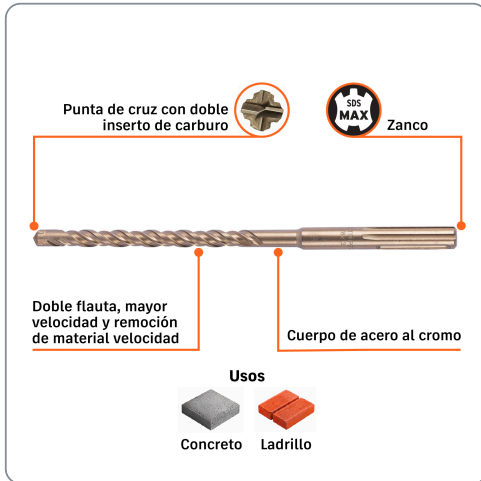 Punta de cruz con doble
inserto de carburo
SDS
MAX
Zanco
Doble flauta, mayor
velocidad y remoción
de material velocidad
Cuerpo de acero al cromo
Usos
Concreto
Ladrillo